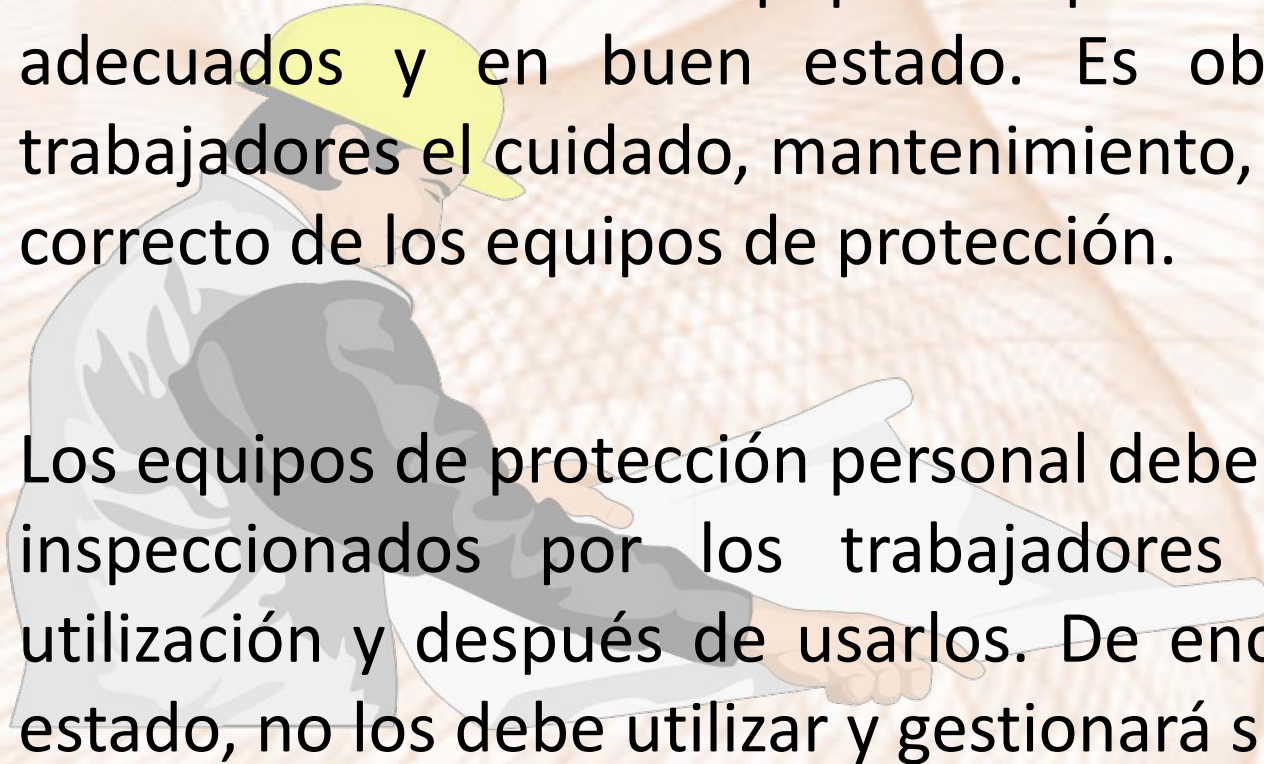 adecuados y en buen estado. Es ob
trabajadores el cuidado, mantenimiento,
correcto de los equipos de protección.
Los equipos de protección personal debe
inspeccionados por los trabajadores
utilización y después de usarlos. De enc
estado, no los debe utilizar y gestionará s